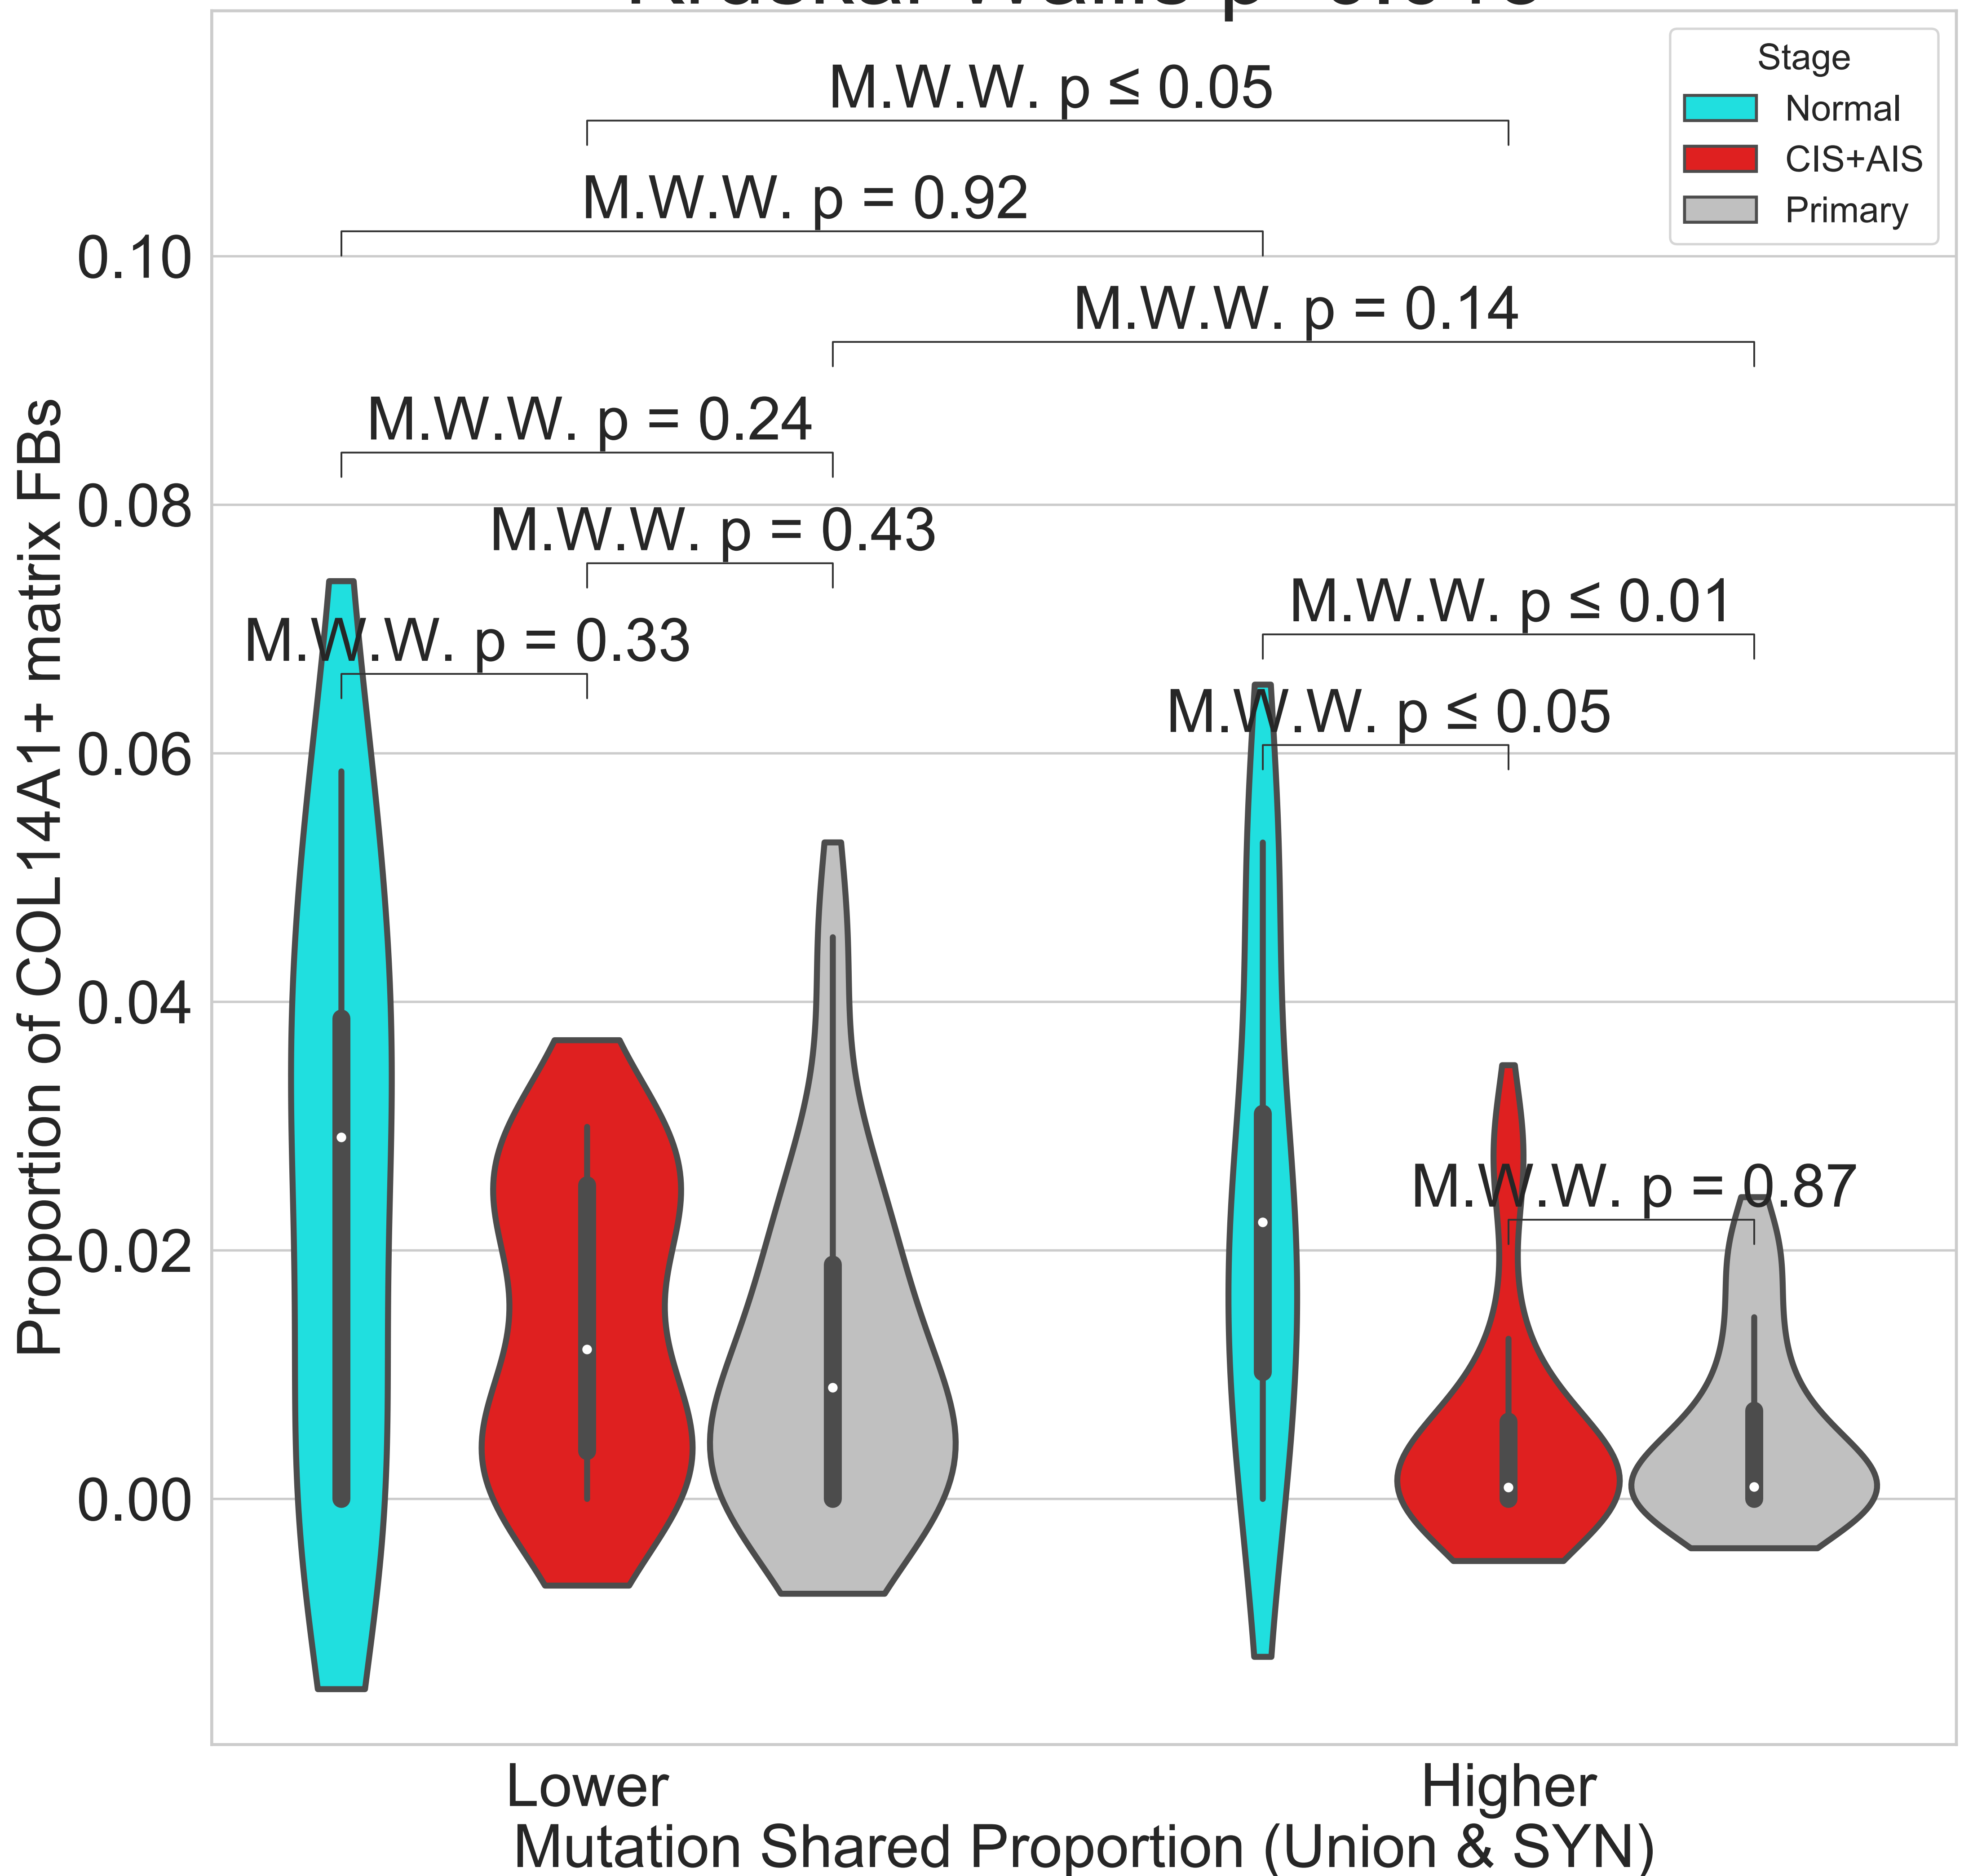 Stage
Normal
CIS+AIS
Primary
M.W.W. p ≤ 0.05
M.W.W. p = 0.92
M.W.W. p = 0.14
M.W.W. p = 0.24
M.W.W. p = 0.43
M.W.W. p = 0.33
M.W.W. p ≤ 0.01
M.W.W. p ≤ 0.05
M.W.W. p = 0.87
0.10
0.08
0.06
0.04
0.02
0.00
Proportion of COL14A1+ matrix FBs
Lower
Higher
Mutation Shared Proportion (Union & SYN)